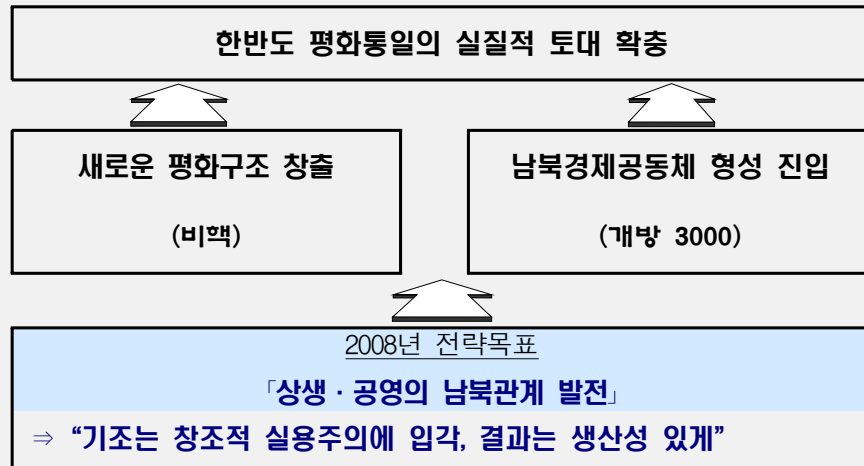 한반도 평화통일의 실질적 토대 확충
새로운 평화구조 창출
(비핵)
남북경제공동체 형성 진입
(개방 3000)
2008년 전략목표
「상생 · 공영의 남북관계 발전」
⇒ “기조는 창조적 실용주의에 입각, 결과는 생산성 있게”